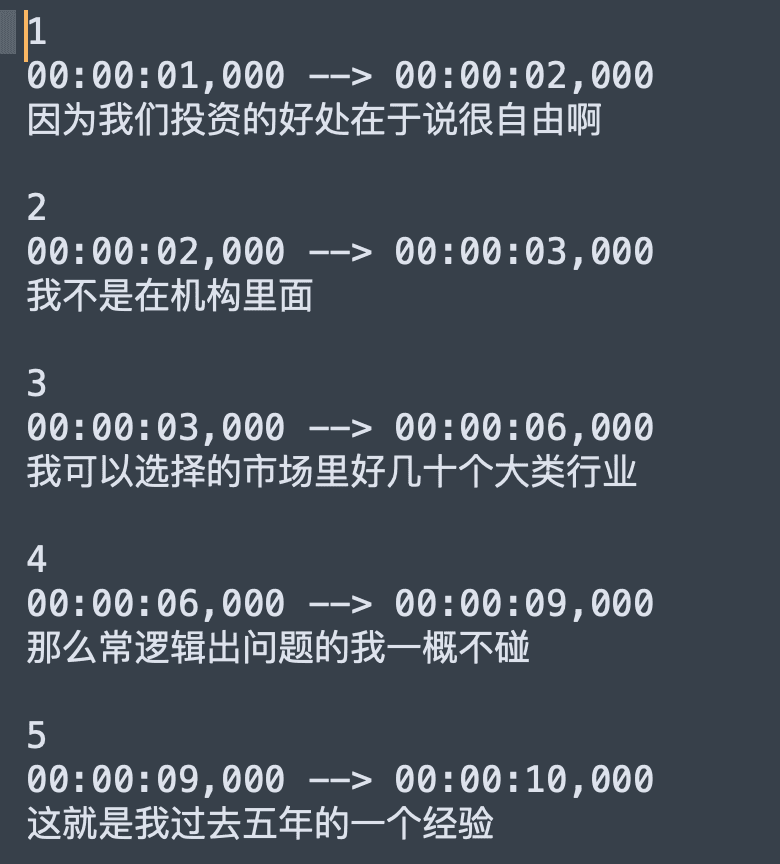 1
00:00:01,000 --> 00:00:02,000
因为我们投资的好处在于说很自由啊
2
00:00:02,000 --> 00:00:03,000
我不是在机构里面
3
00:00:03,000 --> 00:00:06,000
我可以选择的市场里好几十个大类行业
4
00:00:06,000 --> 00:00:09,000
那么常逻辑出问题的我一概不碰
5
00:00:09,000 --> 00:00:10,000
这就是我过去五年的一个经验